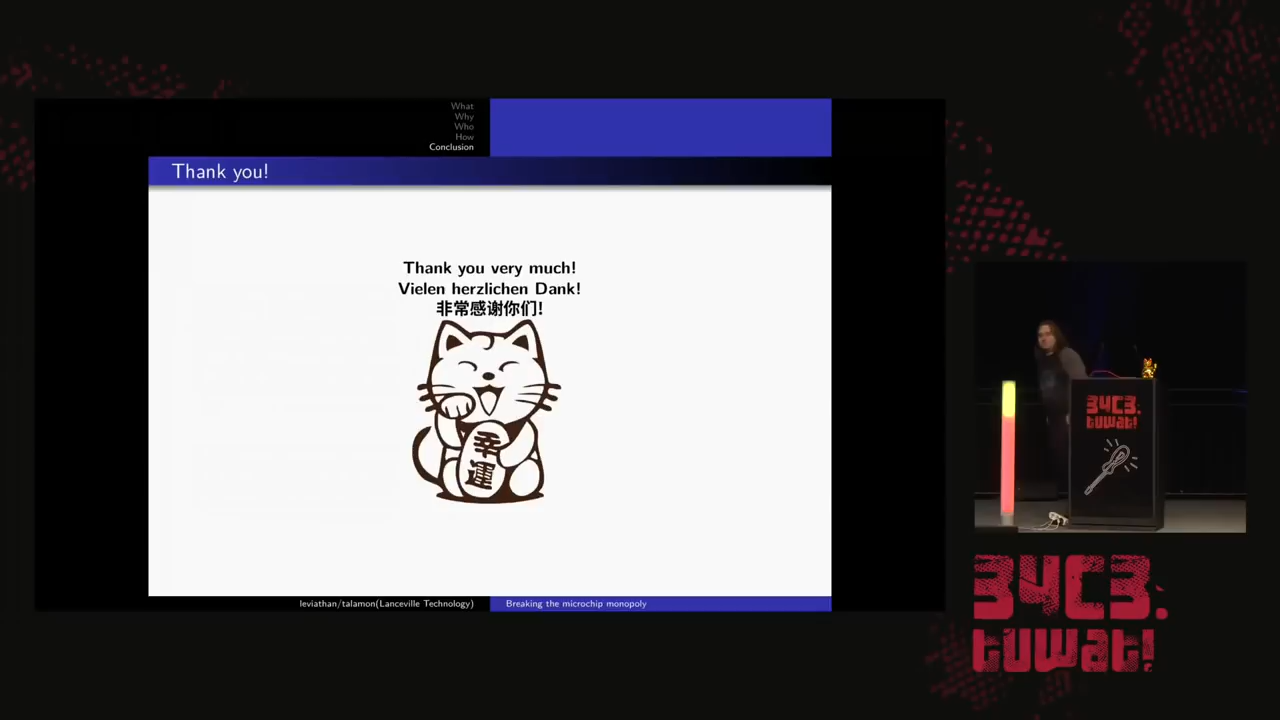 What
Why
Who
How
Conclusion
Thank you!
Thank you very much!
Vielen herzlichen Dank!
非常感谢你们!
幸
運
leviathan/talamon(Lanceville Technology)
Breaking the microchip monopoly
34C3.
tuwat!
34C3.
tuwat!